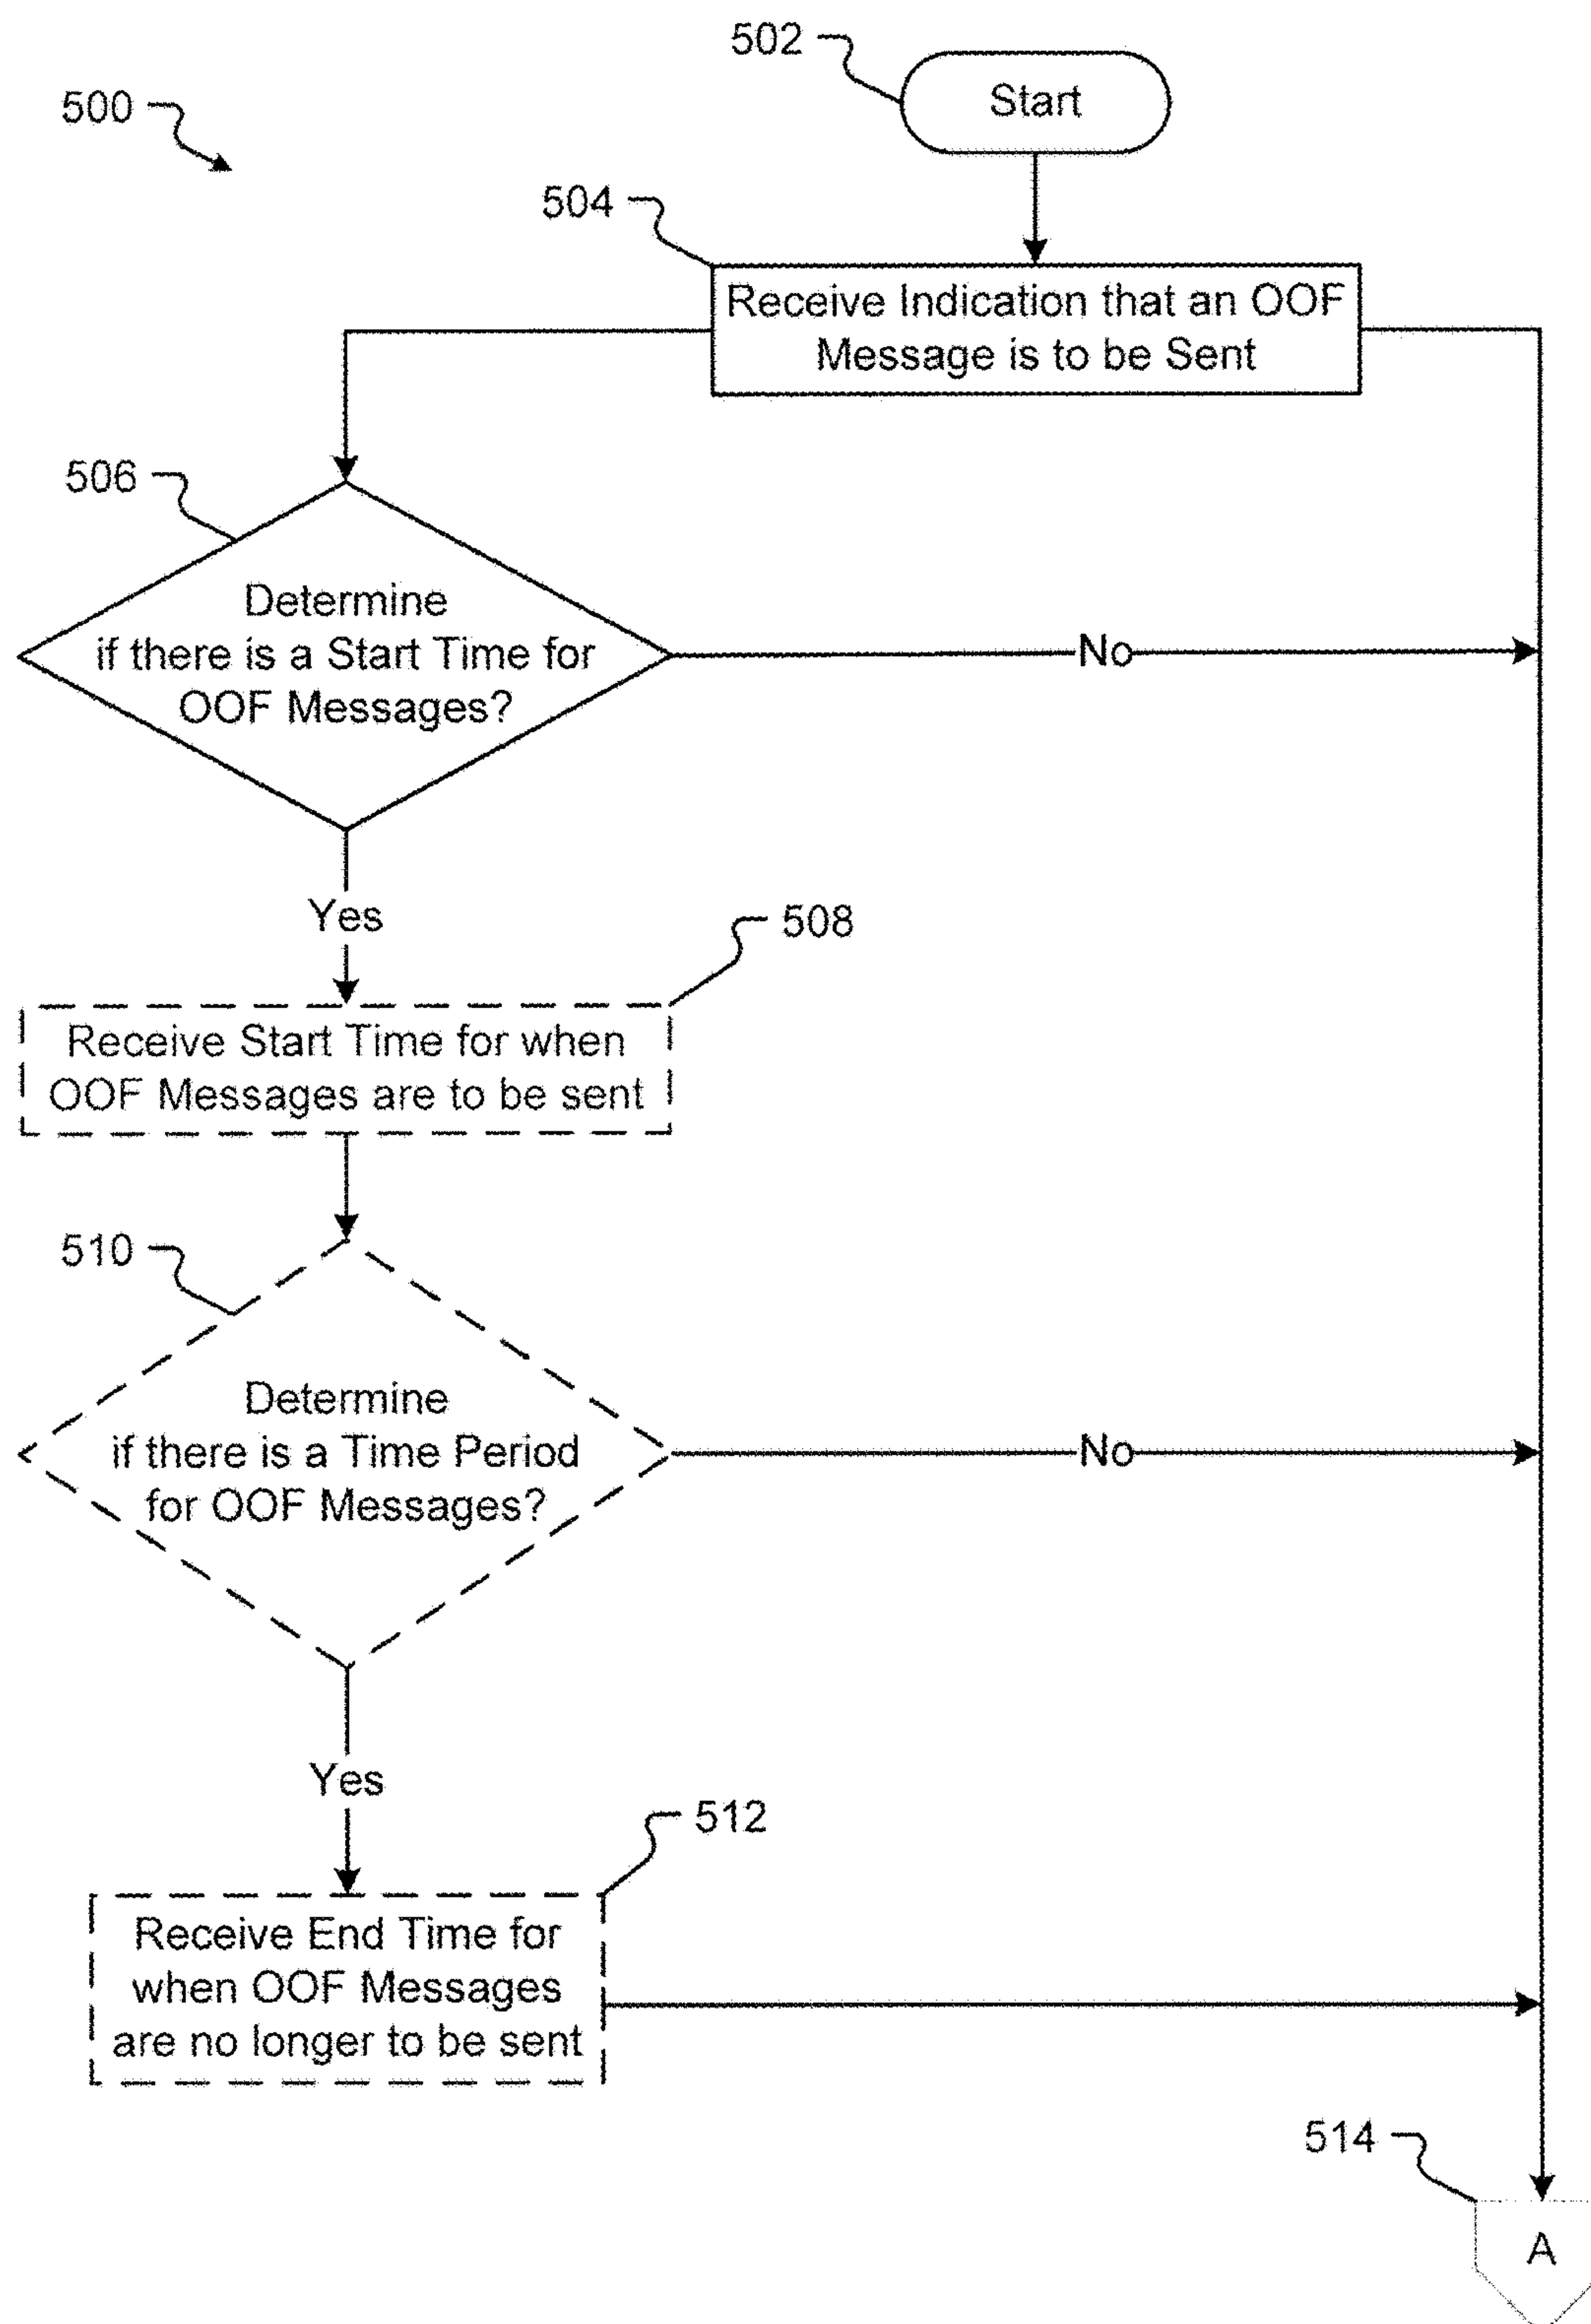 502
Start
500
504
Receive Indication that an OOF
Message is to be Sent
506
Determine
if there is a Start Time for
OOF Messages?
No
Yes
508
Receive Start Time for when
OOF Messages are to be sent
510
Determine
if there is a Time Period
for OOF Messages?
No
Yes
512
Receive End Time for
when OOF Messages
are no longer to be sent
514
A